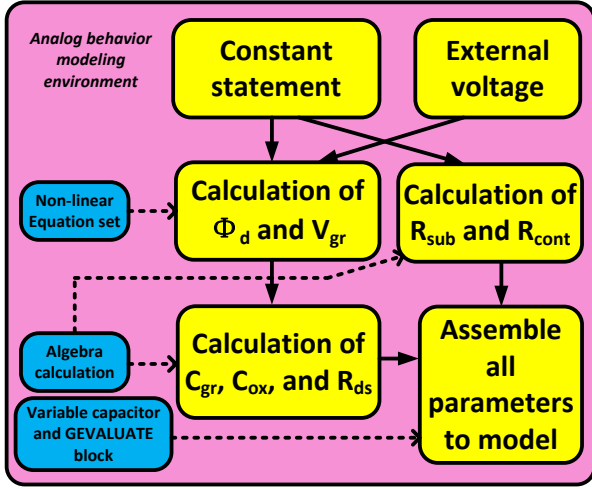 Analog behavior
modeling
environment
Constant
statement
External
voltage
Non-linear
Equation set
Calculation of
Φd and Vgr
Calculation of
Rsub and Rcont
Algebra
calculation
Calculation of
Cgr, Cox, and Rds
Assemble
all
parameters
to model
Variable capacitor
and GEVALUATE
block